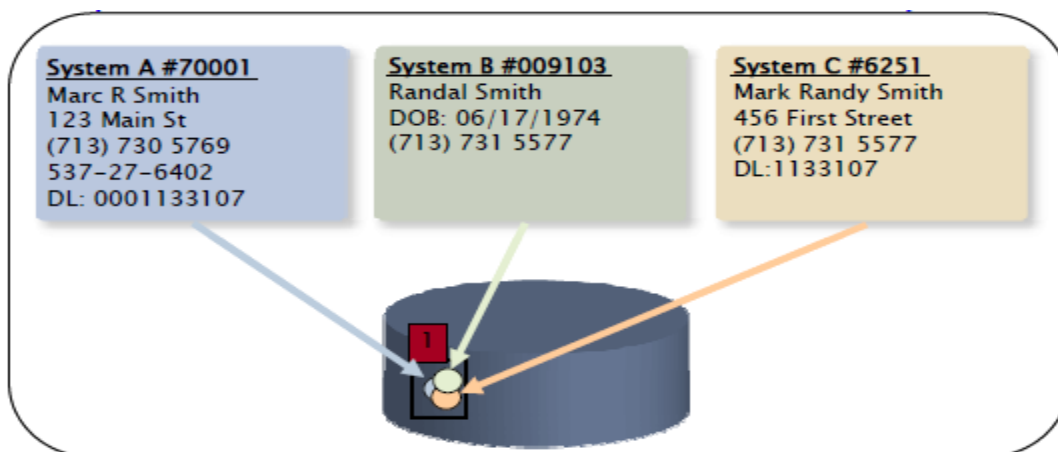 System A #70001
Marc R Smith
123 Main St
(713) 730 5769
537-27-6402
DL: 0001133107
System B #009103
Randal Smith
DOB: 06/17/1974
(713) 731 5577
System C #6251
Mark Randy Smith
456 First Street
(713) 731 5577
DL:1133107
1